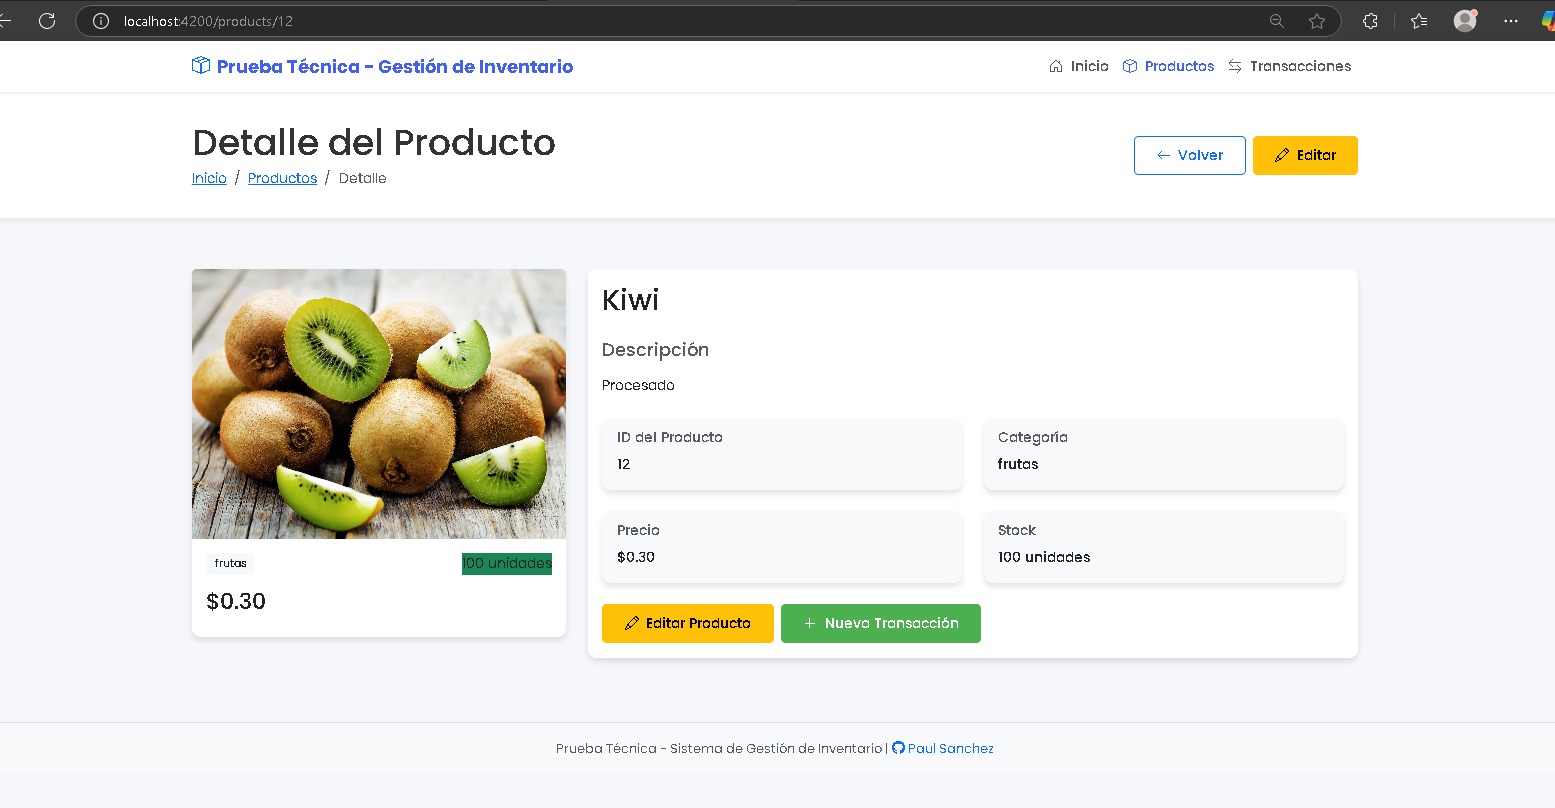 localhost:4200/products/12
Prueba Técnica - Gestión de Inventario
Inicio
Productos
Transacciones
Detalle del Producto
Inicio / Productos / Detalle
Volver
Editar
frutas
100 unidades
$0.30
Kiwi
Descripción
Procesado
ID del Producto
12
Categoría
frutas
Precio
$0.30
Stock
100 unidades
Editar Producto
Nueva Transacción
Prueba Técnica - Sistema de Gestión de Inventario | Paul Sanchez